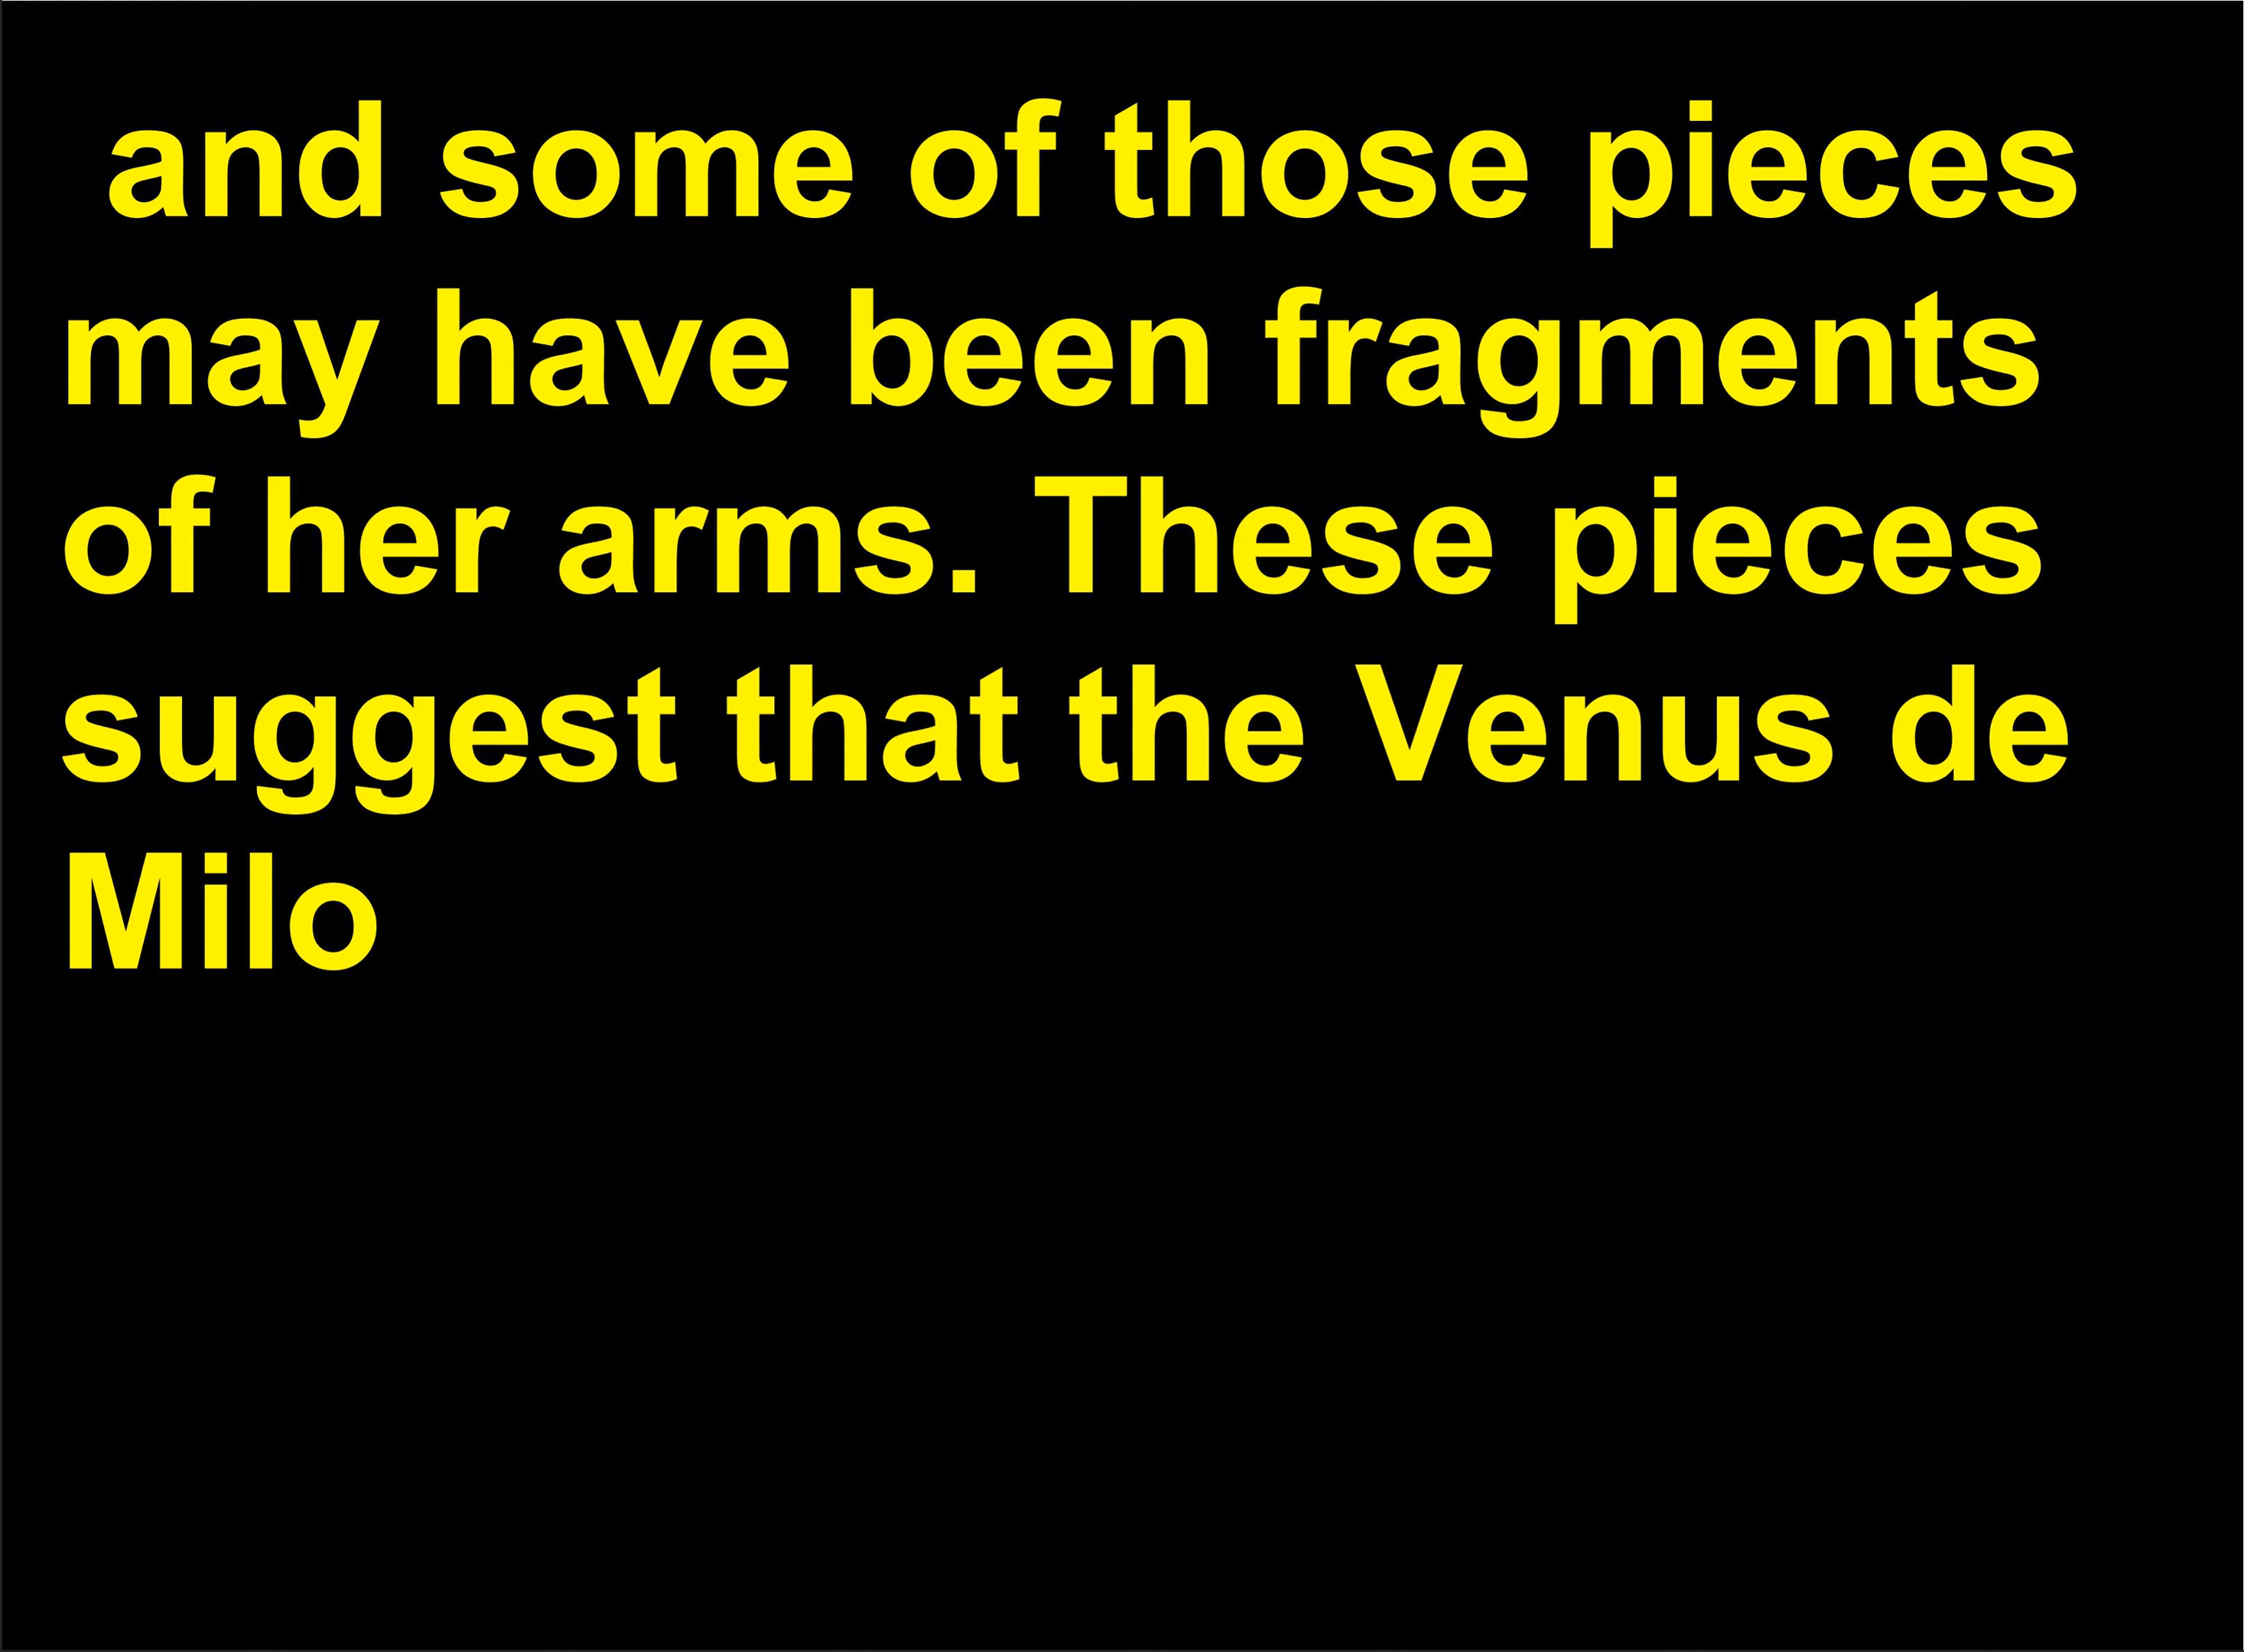 and some of those pieces
may have been fragments
of her arms. These pieces
suggest that the Venus de
Milo